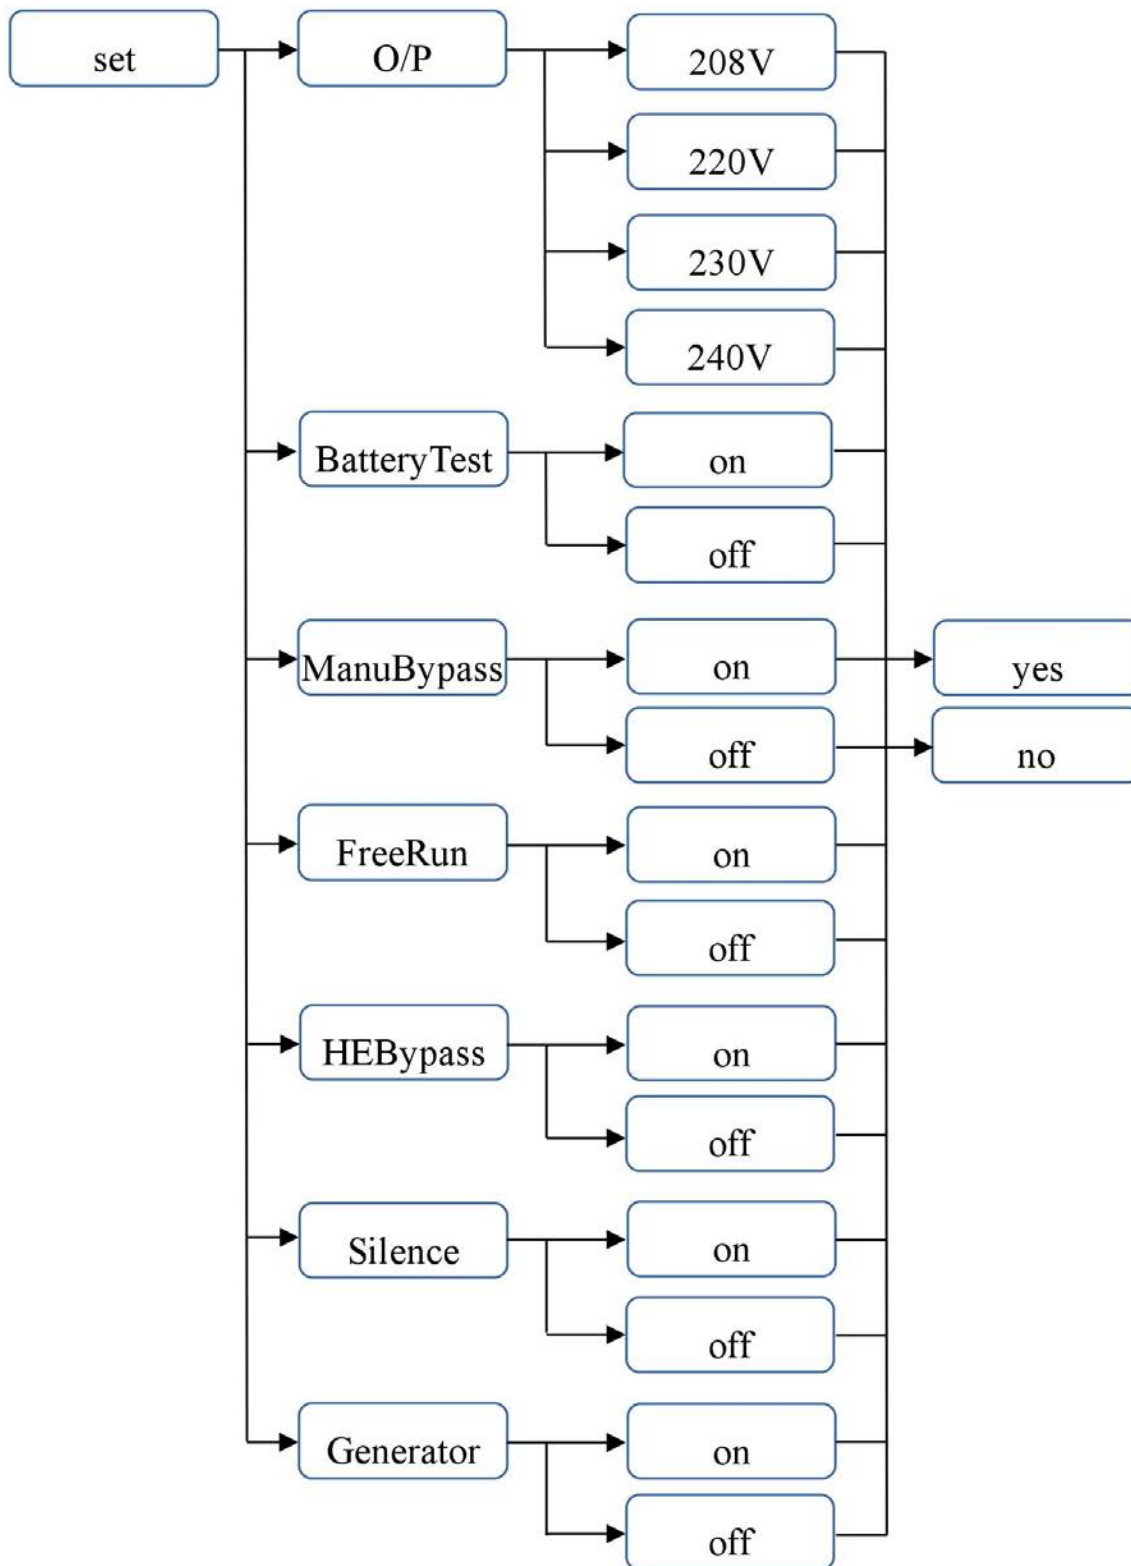 set
O/P
208V
220V
230V
240V
BatteryTest
on
off
ManuBypass
on
yes
off
no
FreeRun
on
off
HEBypass
on
off
Silence
on
off
Generator
on
off